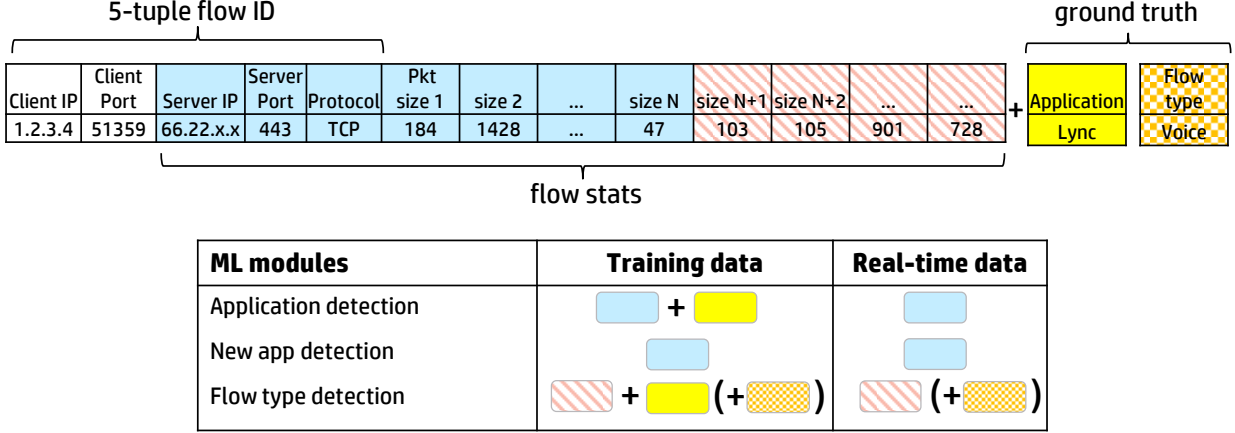 5-tuple flow ID
ground truth
Client IP Client Port Server IP Server Port Protocol Pkt size 1 size 2 ... size N size N+1 size N+2 ... ... + Application Flow type
1.2.3.4 51359 66.22.x.x 443 TCP 184 1428 ... 47 103 105 901 728 Lync Voice
flow stats
ML modules Training data Real-time data
Application detection +
New app detection
Flow type detection + (+ ) (+ )